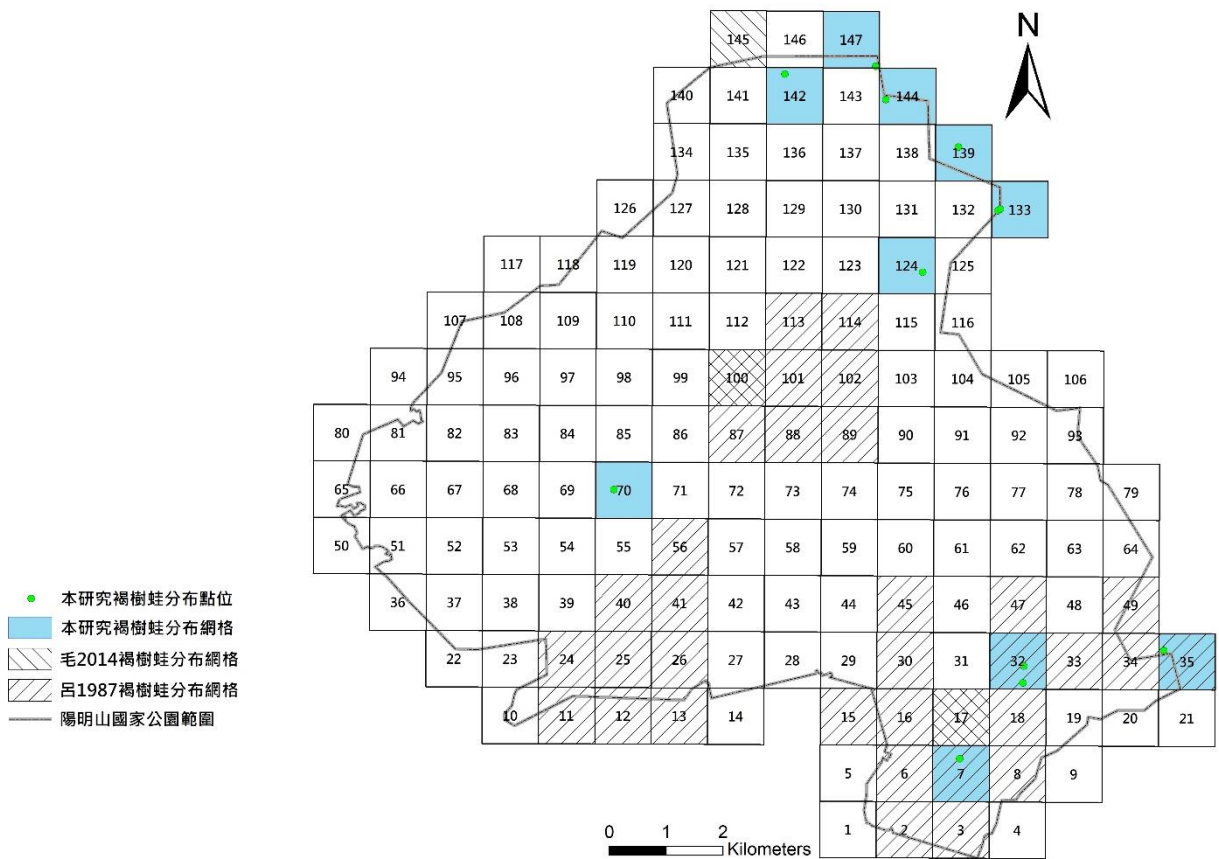 145 146 147
N
140 141 142 143 144
134 135 136 137 138 139
126 127 128 129 130 131 132 133
117 118 119 120 121 122 123 124 125
107 108 109 110 111 112 113 114 115 116
94 95 96 97 98 99 100 101 102 103 104 105 106
80 81 82 83 84 85 86 87 88 89 90 91 92 93
65 66 67 68 69 70 71 72 73 74 75 76 77 78 79
50 51 52 53 54 55 56 57 58 59 60 61 62 63 64
36 37 38 39 40 41 42 43 44 45 46 47 48 49
22 23 24 25 26 27 28 29 30 31 32 33 34 35
10 11 12 13 14 15 16 17 18 19 20 21
5 6 7 8 9
1 2 3 4
本研究褐樹蛙分布點位
本研究褐樹蛙分布網格
毛2014褐樹蛙分布網格
呂1987褐樹蛙分布網格
陽明山國家公園範圍
0 1 2
Kilometers